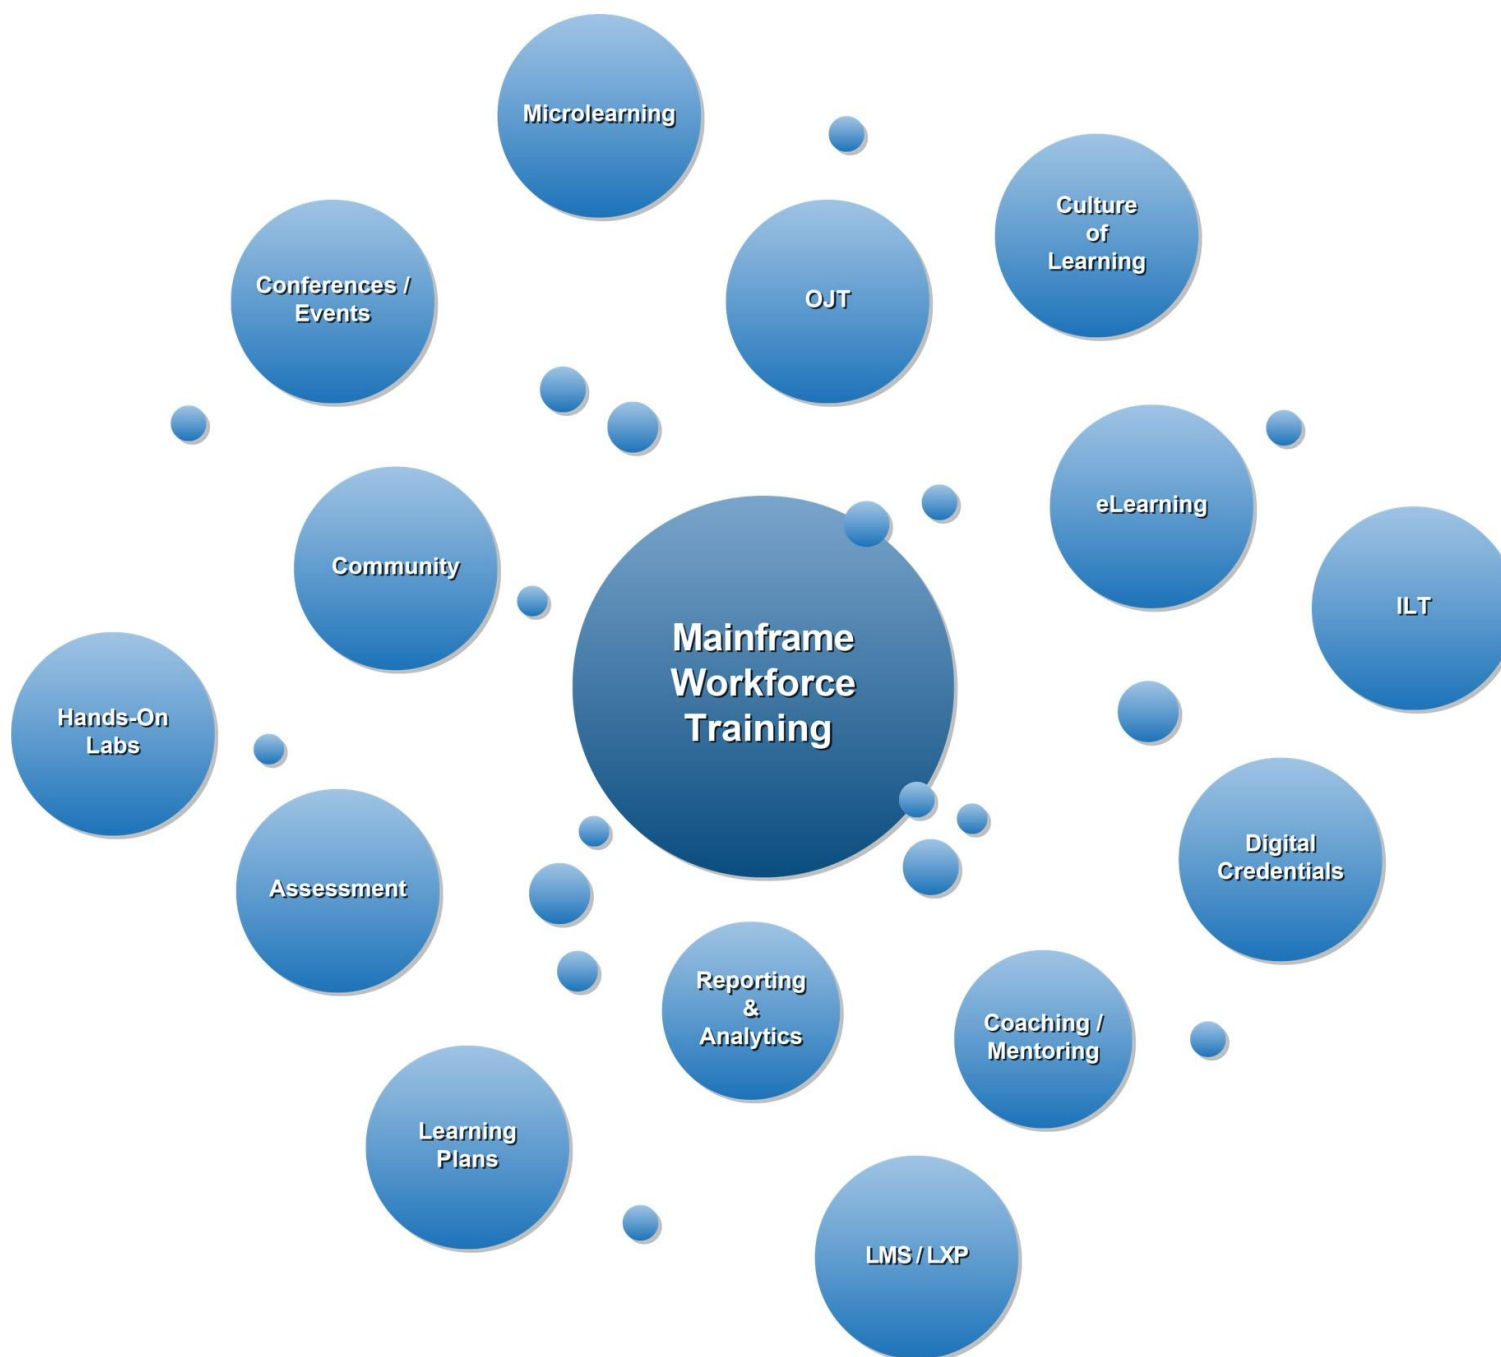 Microlearning
Culture
of
Learning
Conferences /
Events
OJT
eLearning
Community
ILT
Mainframe
Workforce
Training
Hands-On
Labs
Digital
Credentials
Assessment
Reporting
&
Analytics
Coaching /
Mentoring
Learning
Plans
LMS / LXP